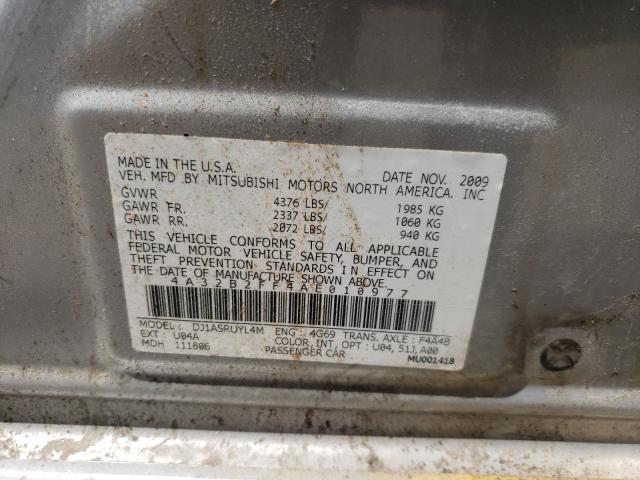 MADE IN THE U.S.A. DATE NOV. 2009
VEH. MFD BY MITSUBISHI MOTORS NORTH AMERICA. INC
GVWR 4376 LBS/ 1985 KG
GAWR FR. 2337 LBS/ 1060 KG
GAWR RR. 2072 LBS/ 940 KG
THIS VEHICLE CONFORMS TO ALL APPLICABLE
FEDERAL MOTOR VEHICLE SAFETY, BUMPER, AND
THEFT PREVENTION STANDARDS IN EFFECT ON
THE DATE OF MANUFACTURE SHOWN ABOVE.
4A32B2FF4AE010977
MODEL: DJ1ASRUYL4M ENG: 4G69 TRANS. AXLE: F4A4B
EXT: U04A COLOR, INT, OPT: U04, 51J, A00
MDH 111806 PASSENGER CAR MU001418